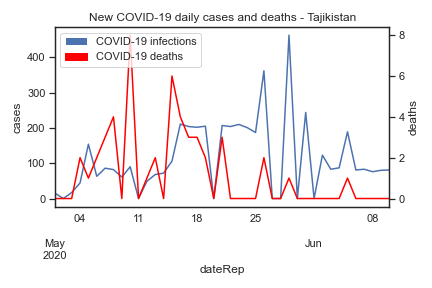 New COVID-19 daily cases and deaths - Tajikistan
COVID-19 infections
COVID-19 deaths
cases
400
300
200
100
0
deaths
8
6
4
2
0
04 11 18 25 08
May Jun
2020
dateRep